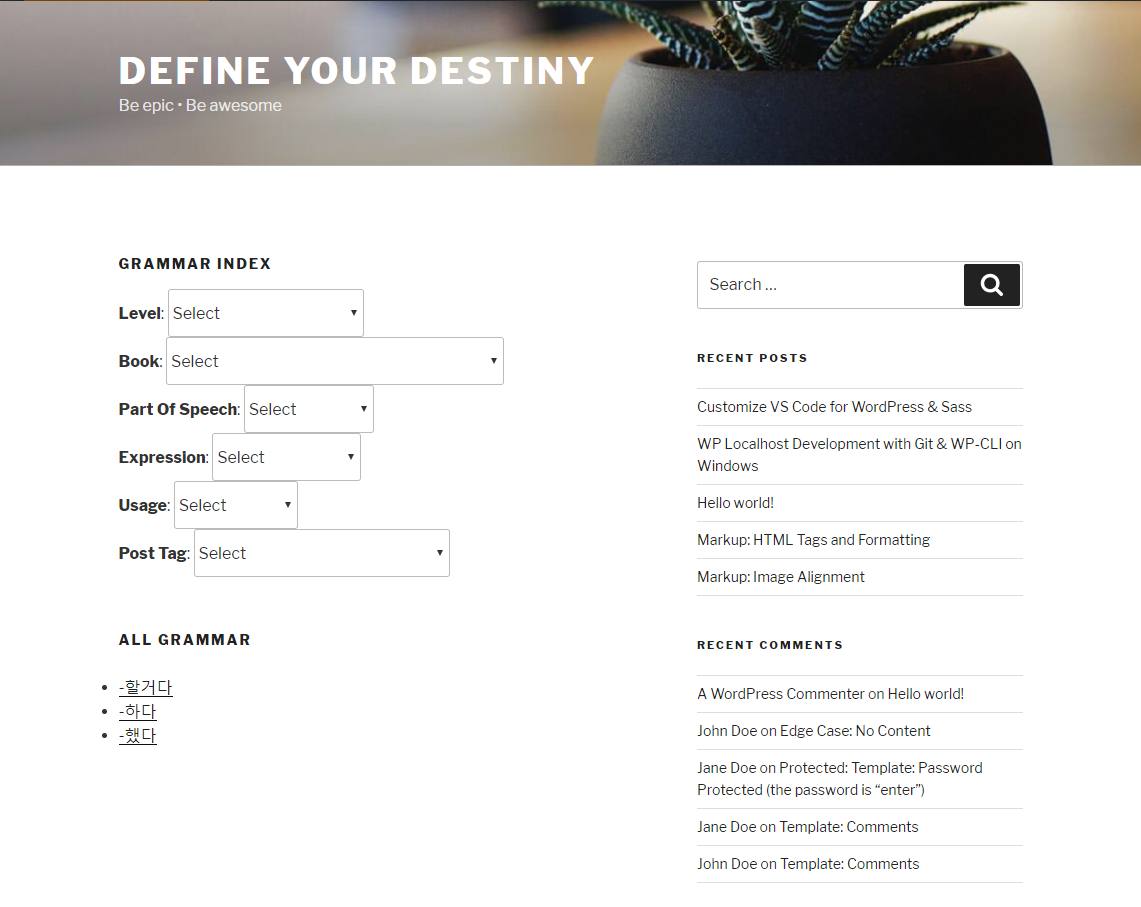 DEFINE YOUR DESTINY
Be epic • Be awesome
GRAMMAR INDEX
Level: Select
Book: Select
Part Of Speech: Select
Expression: Select
Usage: Select
Post Tag: Select
ALL GRAMMAR
-할거다
-하다
-했다
Search …
RECENT POSTS
Customize VS Code for WordPress & Sass
WP Localhost Development with Git & WP-CLI on
Windows
Hello world!
Markup: HTML Tags and Formatting
Markup: Image Alignment
RECENT COMMENTS
A WordPress Commenter on Hello world!
John Doe on Edge Case: No Content
Jane Doe on Protected: Template: Password
Protected (the password is “enter”)
Jane Doe on Template: Comments
John Doe on Template: Comments